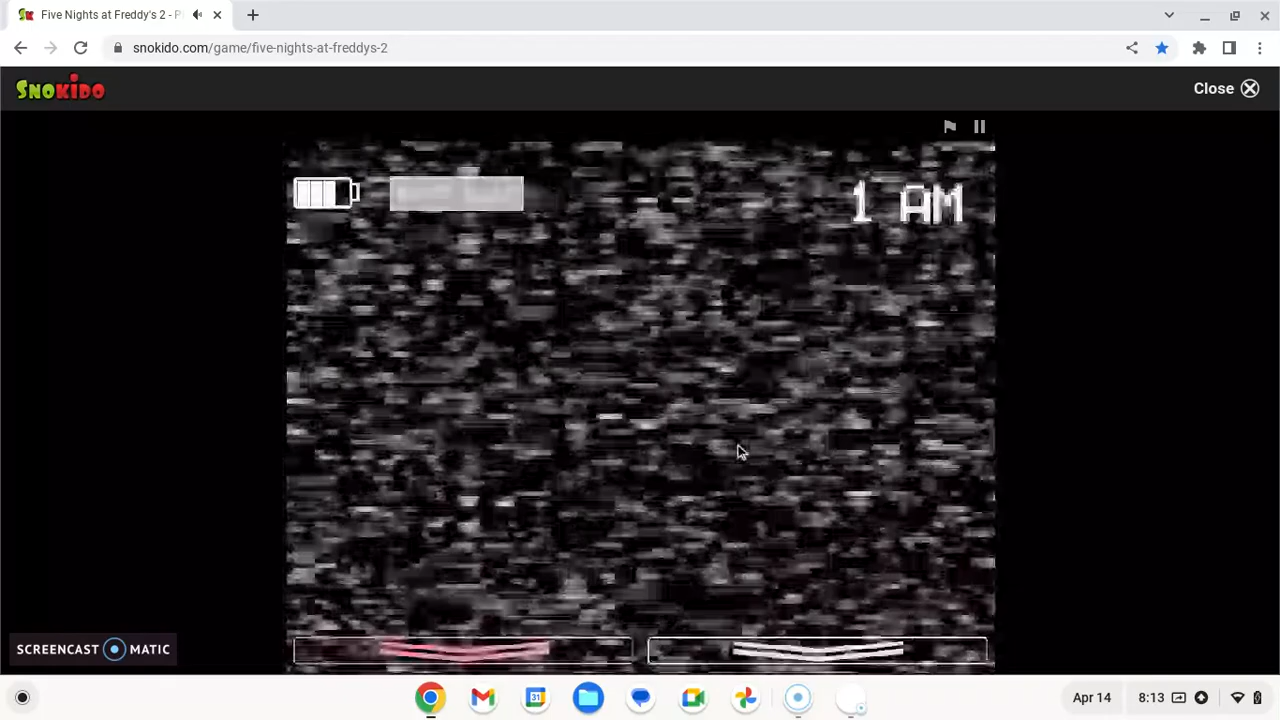 Five Nights at Freddy's 2 - P
snokido.com/game/five-nights-at-freddys-2
SNOKIDO
Close
1 AM
SCREENCAST MATIC
31
Apr 14
8:13